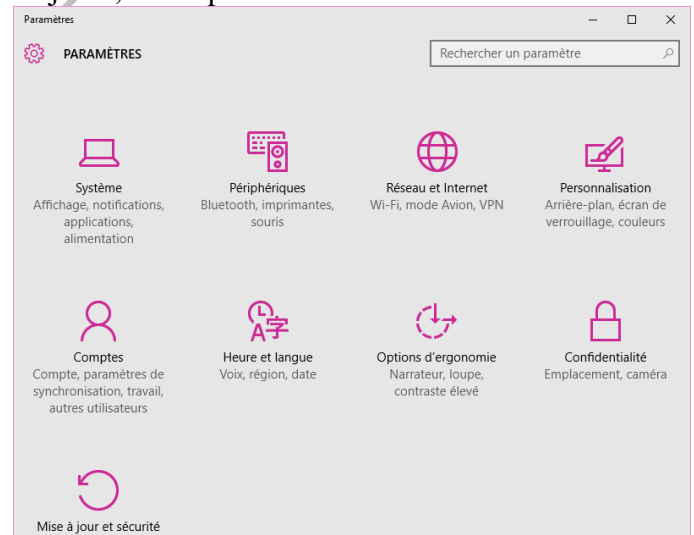 Paramètres
PARAMÈTRES
Rechercher un paramètre
Système
Affichage, notifications,
applications,
alimentation
Périphériques
Bluetooth, imprimantes,
souris
Réseau et Internet
Wi-Fi, mode Avion, VPN
Personnalisation
Arrière-plan, écran de
verrouillage, couleurs
Comptes
Compte, paramètres de
synchronisation, travail,
autres utilisateurs
Heure et langue
Voix, région, date
Options d'ergonomie
Narrateur, loupe,
contraste élevé
Confidentialité
Emplacement, caméra
Mise à jour et sécurité